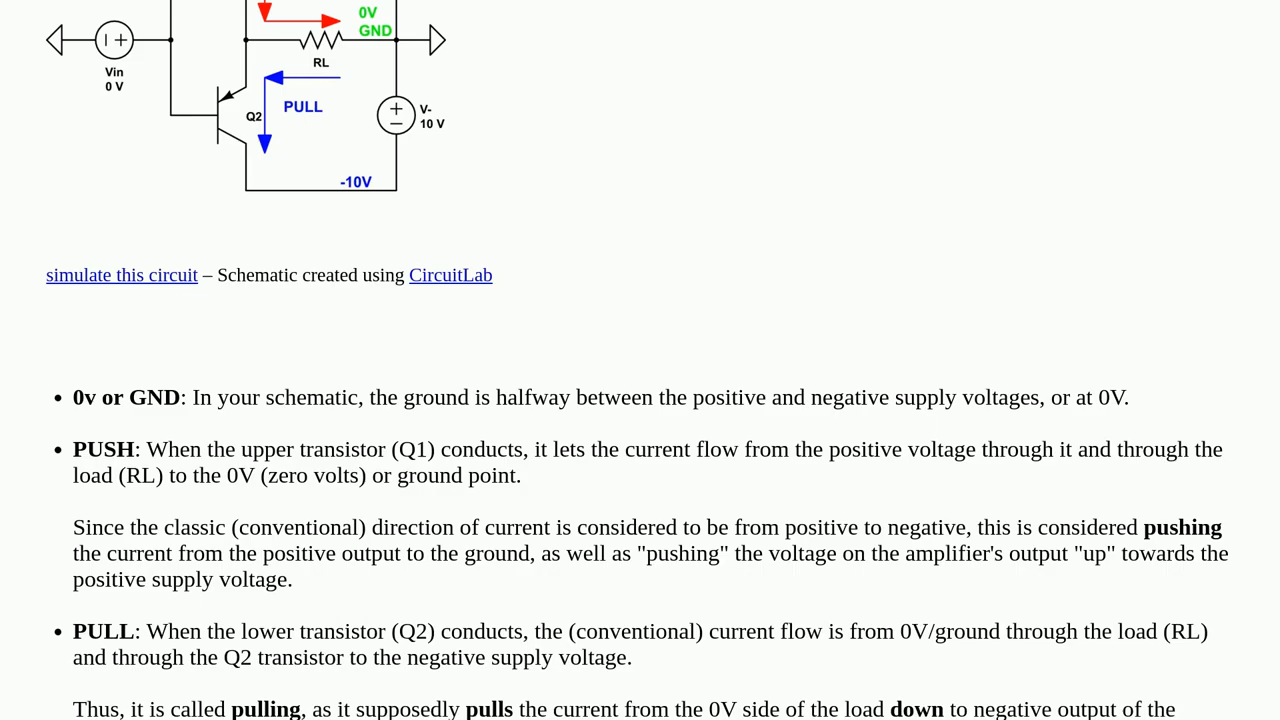 0V
GND
Vin
0 V
RL
Q2
PULL
V-
10 V
-10V
simulate this circuit – Schematic created using CircuitLab
0v or GND: In your schematic, the ground is halfway between the positive and negative supply voltages, or at 0V.
PUSH: When the upper transistor (Q1) conducts, it lets the current flow from the positive voltage through it and through the
load (RL) to the 0V (zero volts) or ground point.
Since the classic (conventional) direction of current is considered to be from positive to negative, this is considered pushing
the current from the positive output to the ground, as well as "pushing" the voltage on the amplifier's output "up" towards the
positive supply voltage.
PULL: When the lower transistor (Q2) conducts, the (conventional) current flow is from 0V/ground through the load (RL)
and through the Q2 transistor to the negative supply voltage.
Thus, it is called pulling, as it supposedly pulls the current from the 0V side of the load down to negative output of the